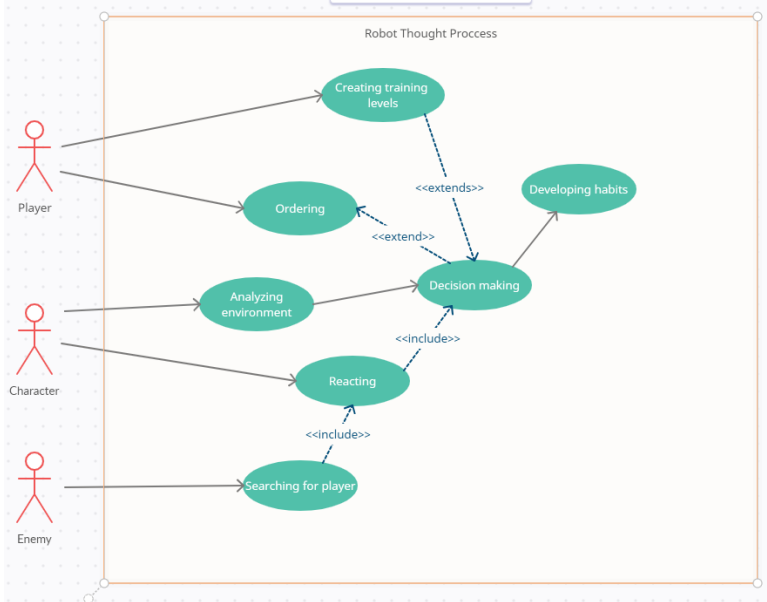 Robot Thought Proccess
Creating training
levels
Player
<<extends>>
Developing habits
Ordering
<<extend>>
Decision making
Analyzing
environment
<<include>>
Character
Reacting
<<include>>
Searching for player
Enemy